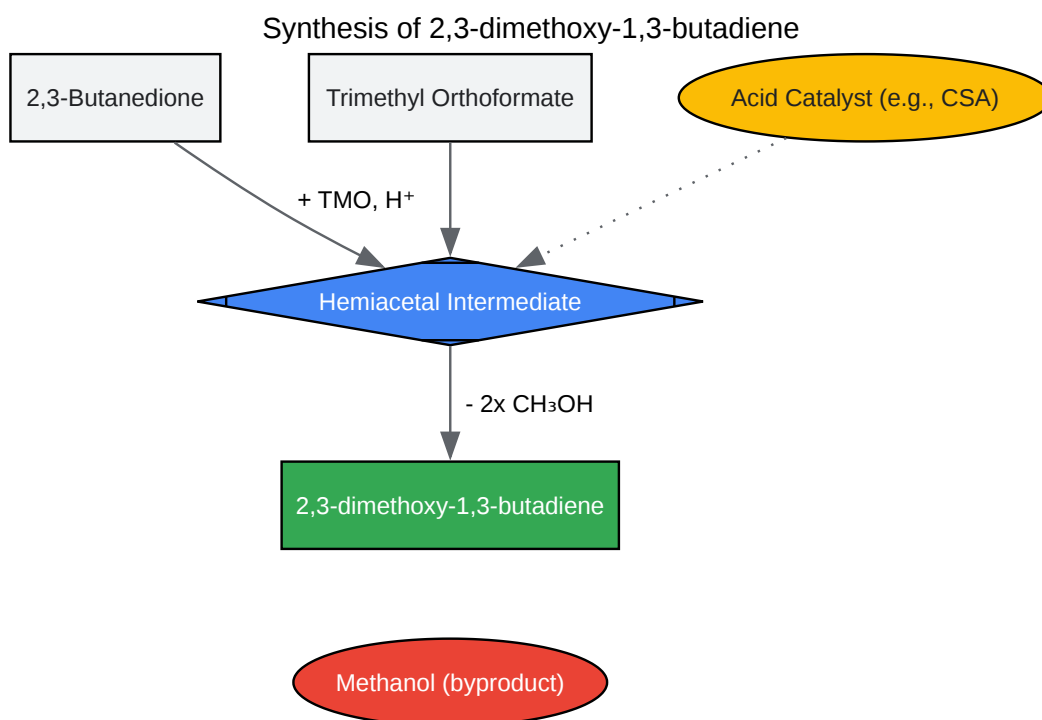 Synthesis of 2,3-dimethoxy-1,3-butadiene
2,3-Butanedione
Trimethyl Orthoformate
Acid Catalyst (e.g., CSA)
+ TMO, H⁺
Hemiacetal Intermediate
- 2x CH₃OH
2,3-dimethoxy-1,3-butadiene
Methanol (byproduct)